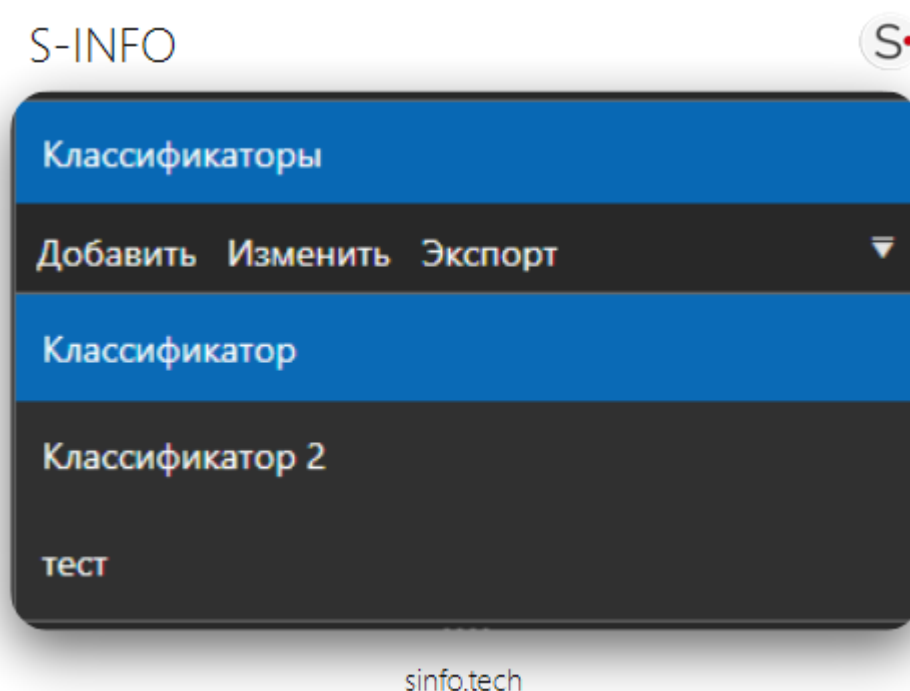 S-INFO
S
Классификаторы
Добавить Изменить Экспорт
Классификатор
Классификатор 2
тест
sinfo.tech